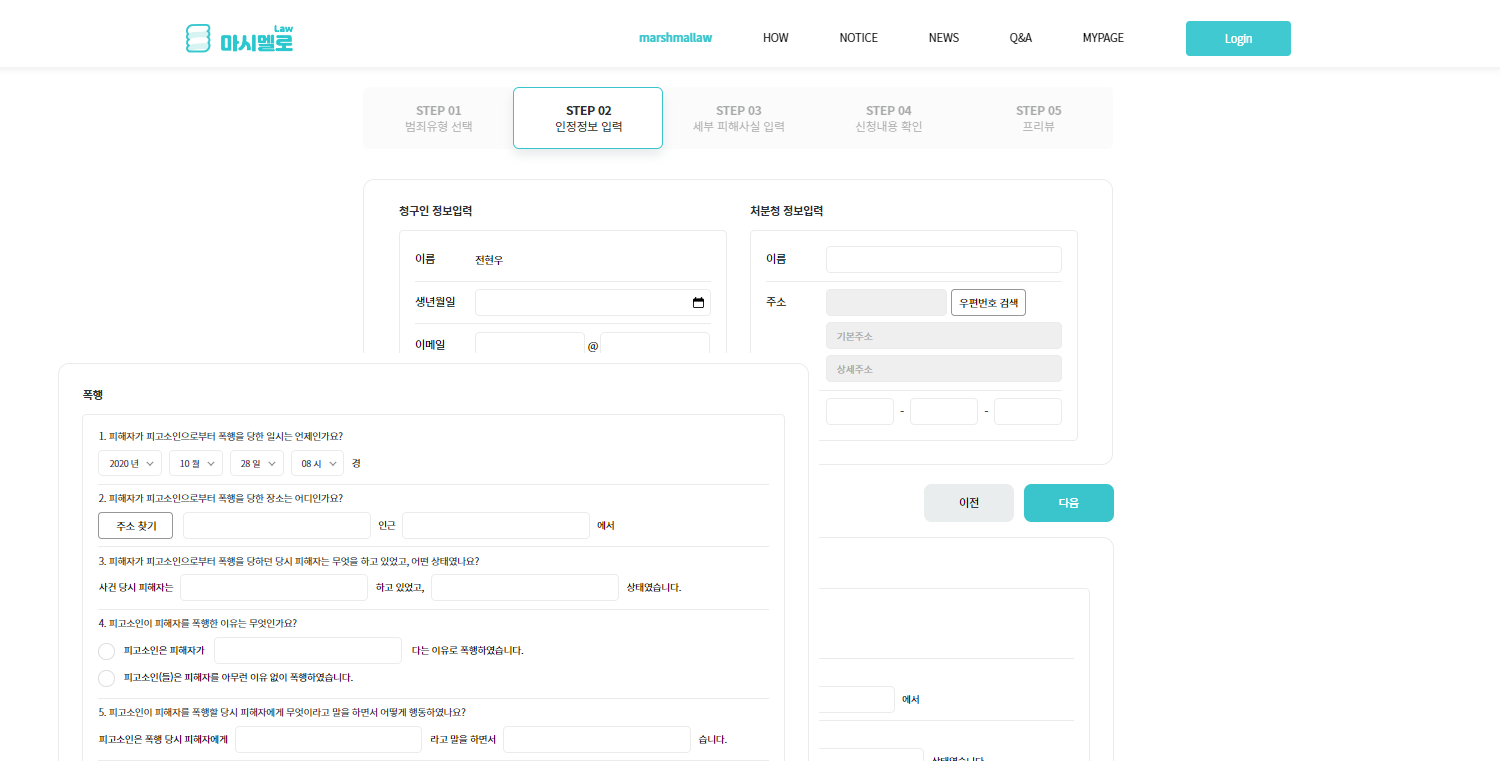 Law
마시멜로
marshmallaw HOW NOTICE NEWS Q&A MYPAGE Login
STEP 01 STEP 02 STEP 03 STEP 04 STEP 05
범죄유형 선택 인정정보 입력 세부 피해사실 입력 신청내용 확인 프리뷰
청구인 정보입력
이름 전현우
생년월일
이메일 @
처분청 정보입력
이름
주소 우편번호 검색
기본주소
상세주소
- -
이전 다음
폭행
1. 피해자가 피고소인으로부터 폭행을 당한 일시는 언제인가요?
2020 년 10 월 28 일 08 시 경
2. 피해자가 피고소인으로부터 폭행을 당한 장소는 어디인가요?
주소 찾기 인근 에서
3. 피해자가 피고소인으로부터 폭행을 당하던 당시 피해자는 무엇을 하고 있었고, 어떤 상태였나요?
사건 당시 피해자는 하고 있었고, 상태였습니다.
4. 피고소인이 피해자를 폭행한 이유는 무엇인가요?
피고소인은 피해자가 다는 이유로 폭행하였습니다.
피고소인(들)은 피해자를 아무런 이유 없이 폭행하였습니다.
5. 피고소인이 피해자를 폭행할 당시 피해자에게 무엇이라고 말을 하면서 어떻게 행동하였나요?
피고소인은 폭행 당시 피해자에게 라고 말을 하면서 습니다.
에서
상태였습니다